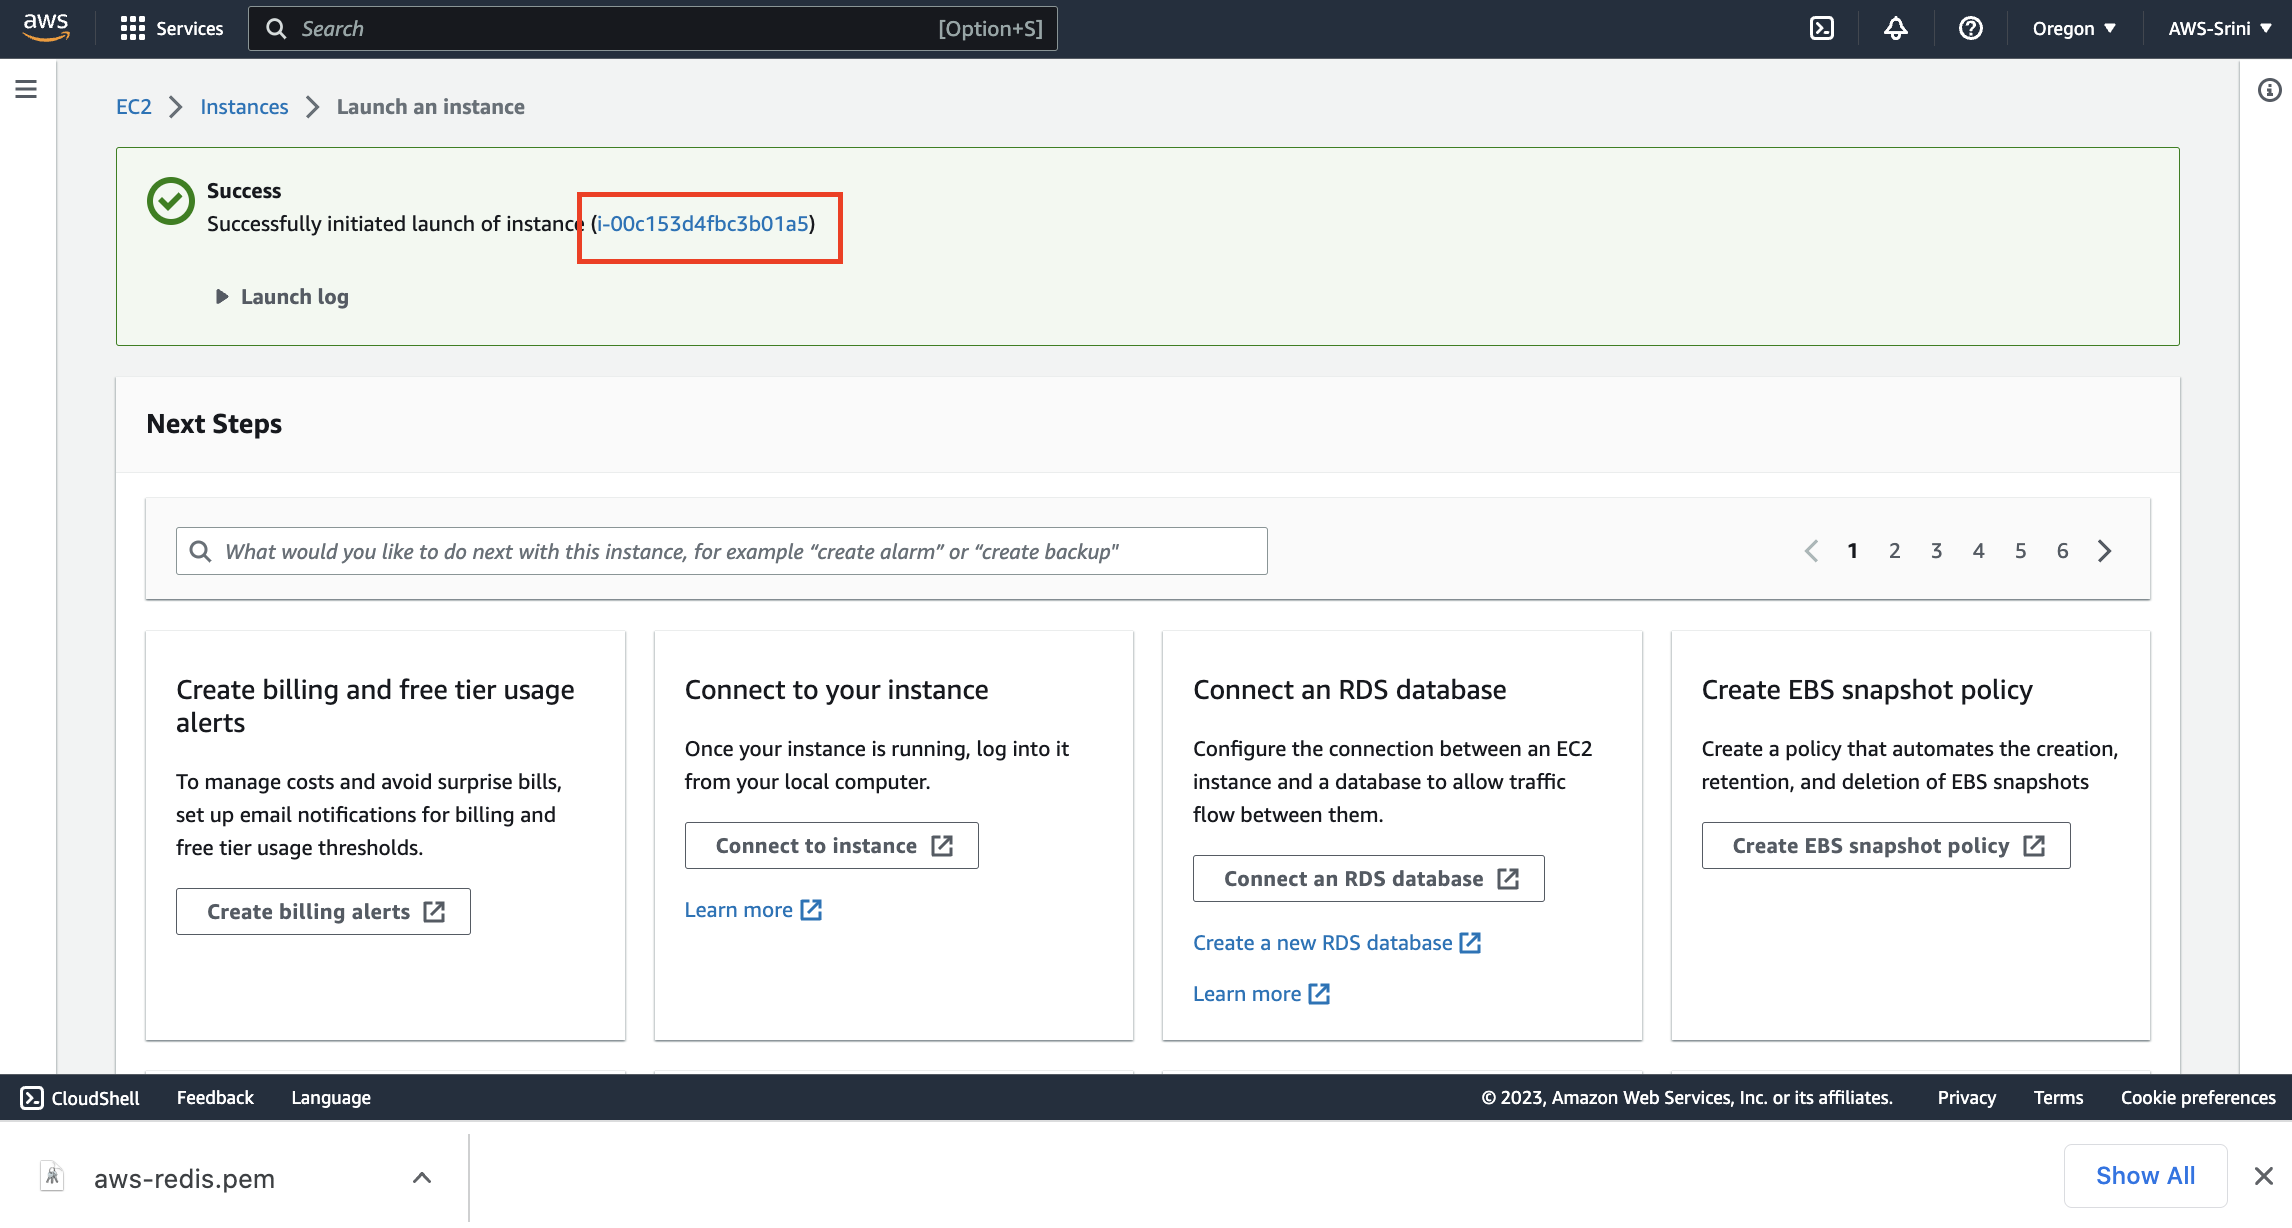 aws
Services
Search
[Option+S]
Oregon
AWS-Srini
EC2
Instances
Launch an instance
Success
Successfully initiated launch of instance (i-00c153d4fbc3b01a5)
Launch log
Next Steps
What would you like to do next with this instance, for example “create alarm” or “create backup"
1 2 3 4 5 6
Create billing and free tier usage
alerts
To manage costs and avoid surprise bills,
set up email notifications for billing and
free tier usage thresholds.
Create billing alerts
Connect to your instance
Once your instance is running, log into it
from your local computer.
Connect to instance
Learn more
Connect an RDS database
Configure the connection between an EC2
instance and a database to allow traffic
flow between them.
Connect an RDS database
Create a new RDS database
Learn more
Create EBS snapshot policy
Create a policy that automates the creation,
retention, and deletion of EBS snapshots
Create EBS snapshot policy
CloudShell
Feedback
Language
© 2023, Amazon Web Services, Inc. or its affiliates.
Privacy
Terms
Cookie preferences
aws-redis.pem
Show All